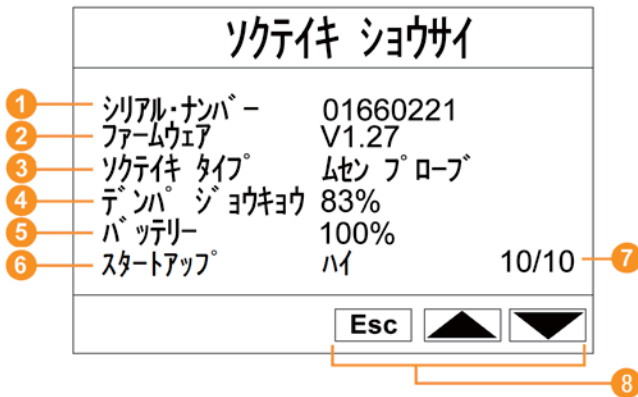 ソクテイキ ショウサイ
1 シリアル・ナンバー 01660221
2 ファームウェア V1.27
3 ソクテイキ タイプ ムセン プローブ
4 デンパ ジョウキョウ 83%
5 バッテリー 100%
6 スタートアップ ハイ 10/10 7
Esc
8